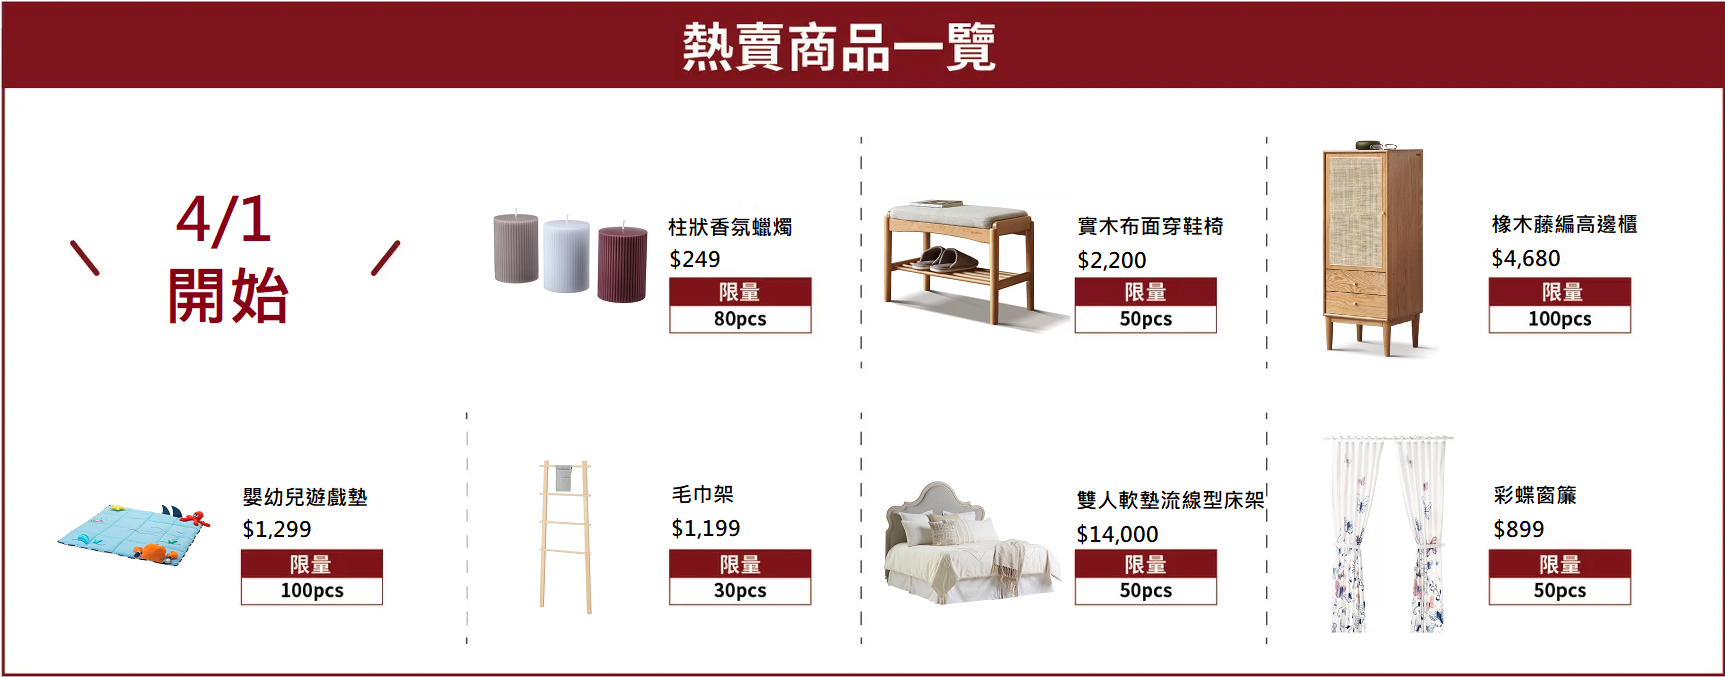 熱賣商品一覽
4/1
開始
柱狀香氛蠟燭
$249
限量
80pcs
實木布面穿鞋椅
$2,200
限量
50pcs
橡木藤編高邊櫃
$4,680
限量
100pcs
嬰幼兒遊戲墊
$1,299
限量
100pcs
毛巾架
$1,199
限量
30pcs
雙人軟墊流線型床架
$14,000
限量
50pcs
彩蝶窗簾
$899
限量
50pcs